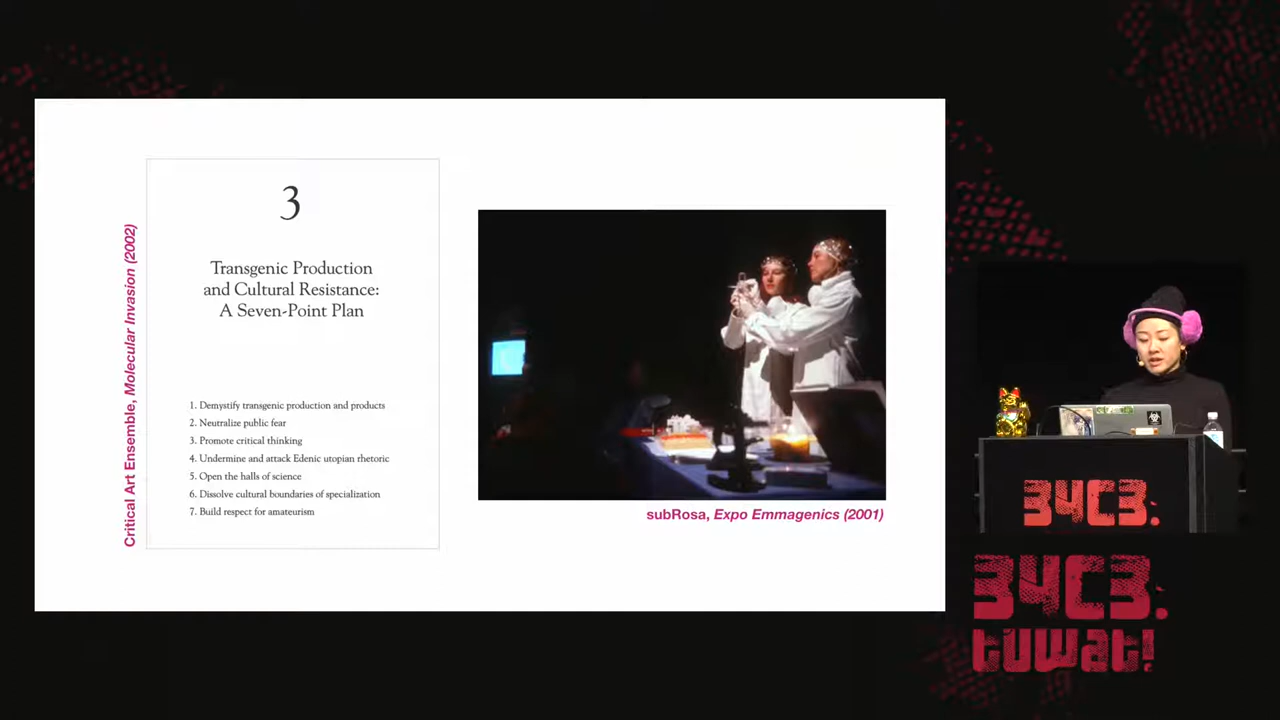 Critical Art Ensemble, Molecular Invasion (2002)
3
Transgenic Production
and Cultural Resistance:
A Seven-Point Plan
1. Demystify transgenic production and products
2. Neutralize public fear
3. Promote critical thinking
4. Undermine and attack Edenic utopian rhetoric
5. Open the halls of science
6. Dissolve cultural boundaries of specialization
7. Build respect for amateurism
subRosa, Expo Emmagenics (2001)
34C3:
34C3:
tuwat!